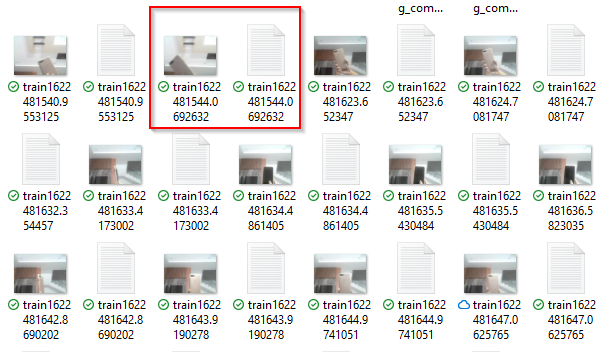 g_com... g_com...
train1622 train1622 train1622 train1622 train1622 train1622 train1622 train1622
481540.9 481540.9 481544.0 481544.0 481623.6 481623.6 481624.7 481624.7
553125 553125 692632 692632 52347 52347 081747 081747
train1622 train1622 train1622 train1622 train1622 train1622 train1622 train1622
481632.3 481633.4 481633.4 481634.4 481634.4 481635.5 481635.5 481636.5
54457 173002 173002 861405 861405 430484 430484 823035
train1622 train1622 train1622 train1622 train1622 train1622 train1622 train1622
481642.8 481642.8 481643.9 481643.9 481644.9 481644.9 481647.0 481647.0
690202 690202 190278 190278 741051 741051 625765 625765